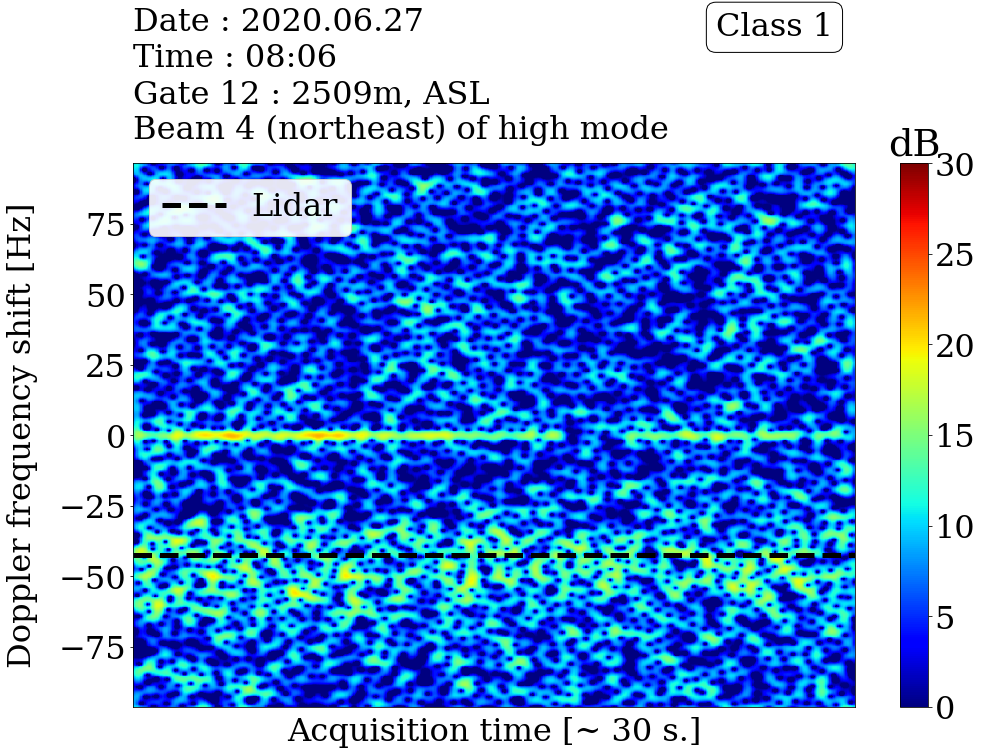 Date : 2020.06.27
Time : 08:06
Gate 12 : 2509m, ASL
Beam 4 (northeast) of high mode
Class 1
dB
30
25
20
15
10
5
0
Lidar
75
50
25
0
−25
−50
−75
Doppler frequency shift [Hz]
Acquisition time [~ 30 s.]